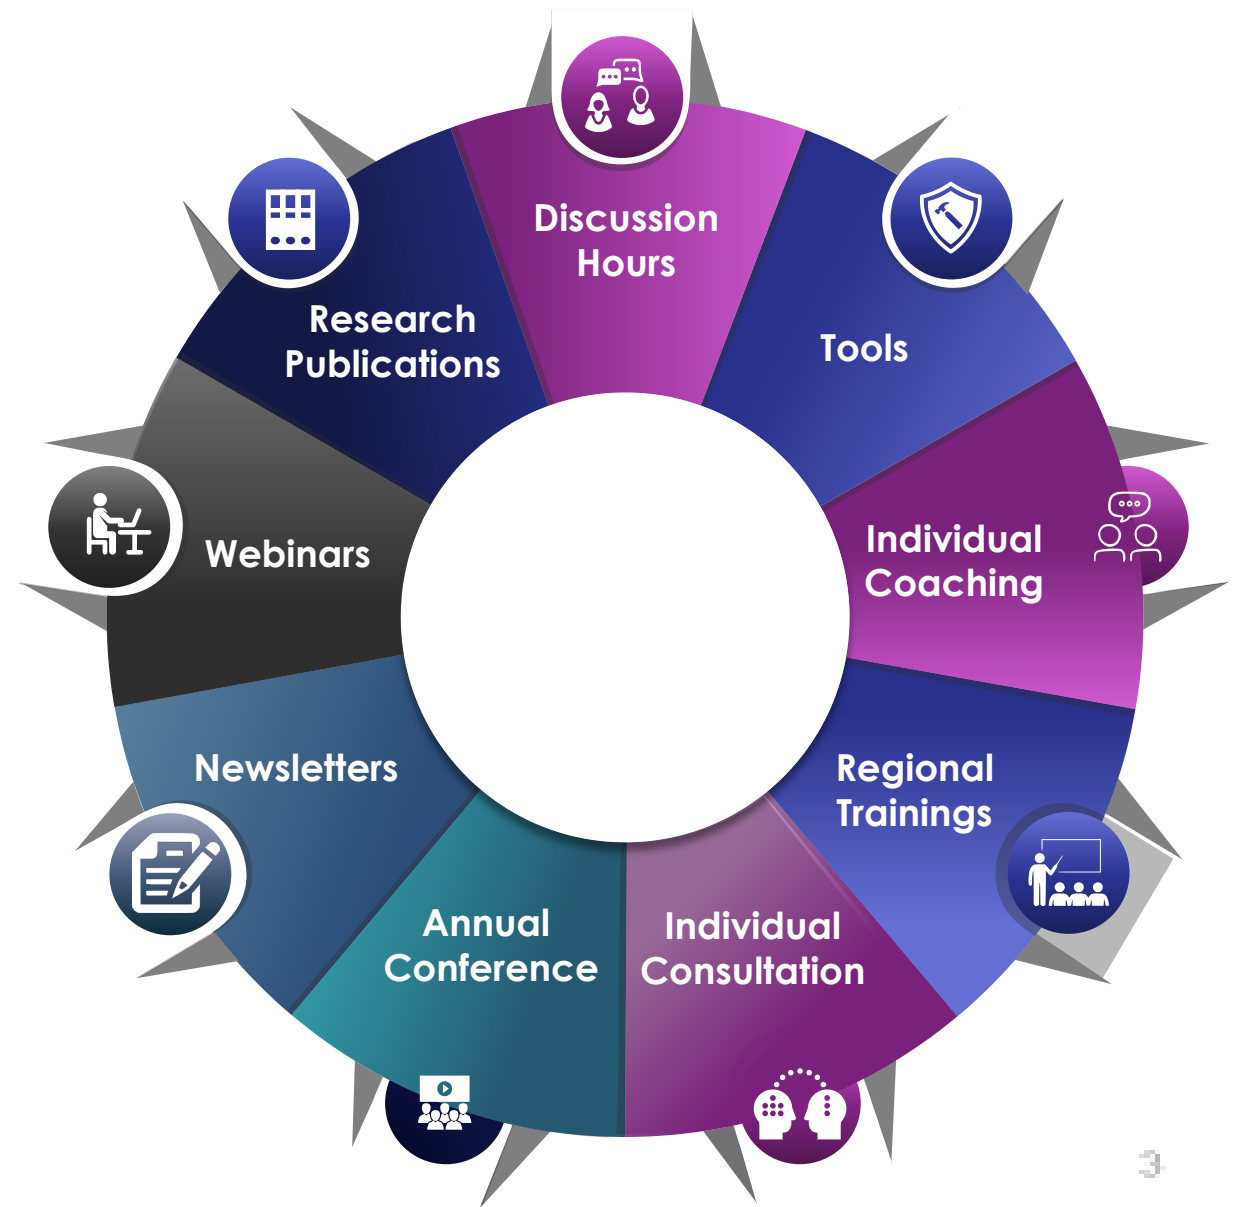 Discussion
Hours
Tools
Individual
Coaching
Regional
Trainings
Individual
Consultation
Annual
Conference
Newsletters
Webinars
Research
Publications
3